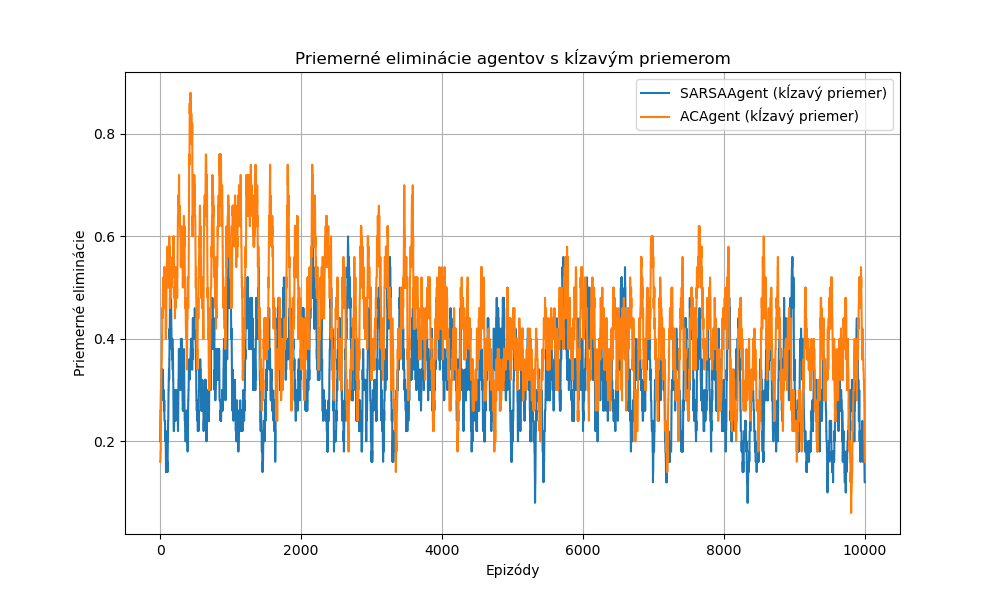 Priemerné eliminácie agentov s kĺzavým priemerom
SARSAAgent (kĺzavý priemer)
ACAgent (kĺzavý priemer)
Priemerné eliminácie
0.8
0.6
0.4
0.2
0 2000 4000 6000 8000 10000
Epizódy